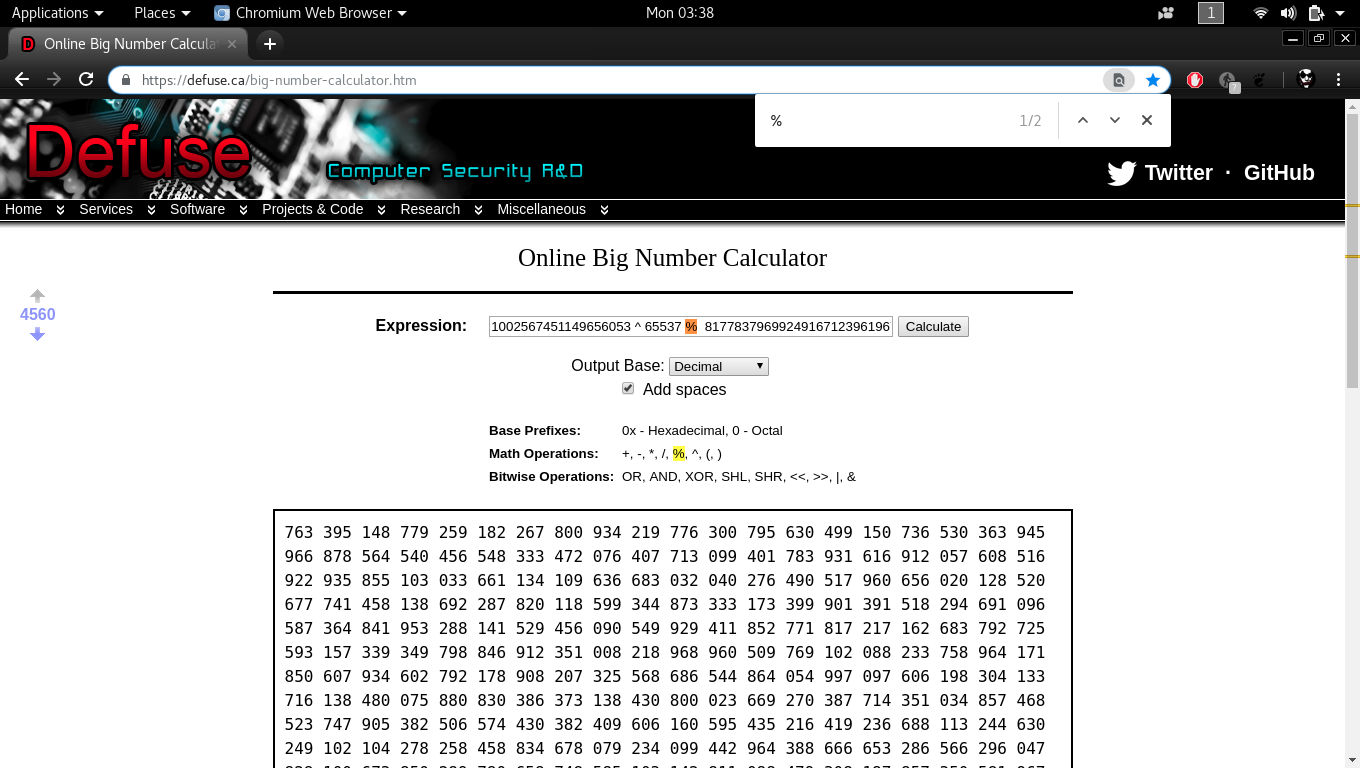 Applications Places Chromium Web Browser Mon 03:38 1
Online Big Number Calcula
https://defuse.ca/big-number-calculator.htm
% 1/2
Defuse Computer Security R&D
Twitter · GitHub
Home Services Software Projects & Code Research Miscellaneous
Online Big Number Calculator
4560
Expression: 1002567451149656053 ^ 65537 % 8177837969924916712396196 Calculate
Output Base: Decimal
Add spaces
Base Prefixes: 0x - Hexadecimal, 0 - Octal
Math Operations: +, -, *, /, %, ^, (, )
Bitwise Operations: OR, AND, XOR, SHL, SHR, <<, >>, |, &
763 395 148 779 259 182 267 800 934 219 776 300 795 630 499 150 736 530 363 945
966 878 564 540 456 548 333 472 076 407 713 099 401 783 931 616 912 057 608 516
922 935 855 103 033 661 134 109 636 683 032 040 276 490 517 960 656 020 128 520
677 741 458 138 692 287 820 118 599 344 873 333 173 399 901 391 518 294 691 096
587 364 841 953 288 141 529 456 090 549 929 411 852 771 817 217 162 683 792 725
593 157 339 349 798 846 912 351 008 218 968 960 509 769 102 088 233 758 964 171
850 607 934 602 792 178 908 207 325 568 686 544 864 054 997 097 606 198 304 133
716 138 480 075 880 830 386 373 138 430 800 023 669 270 387 714 351 034 857 468
523 747 905 382 506 574 430 382 409 606 160 595 435 216 419 236 688 113 244 630
249 102 104 278 258 458 834 678 079 234 099 442 964 388 666 653 286 566 296 047